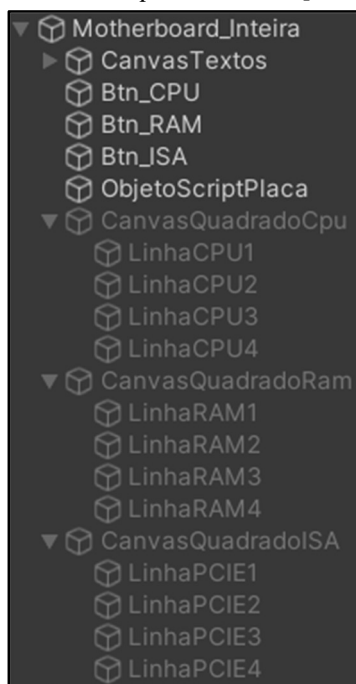 Motherboard_Inteira
CanvasTextos
Btn_CPU
Btn_RAM
Btn_ISA
ObjetoScriptPlaca
CanvasQuadradoCpu
LinhaCPU1
LinhaCPU2
LinhaCPU3
LinhaCPU4
CanvasQuadradoRam
LinhaRAM1
LinhaRAM2
LinhaRAM3
LinhaRAM4
CanvasQuadradoISA
LinhaPCIE1
LinhaPCIE2
LinhaPCIE3
LinhaPCIE4